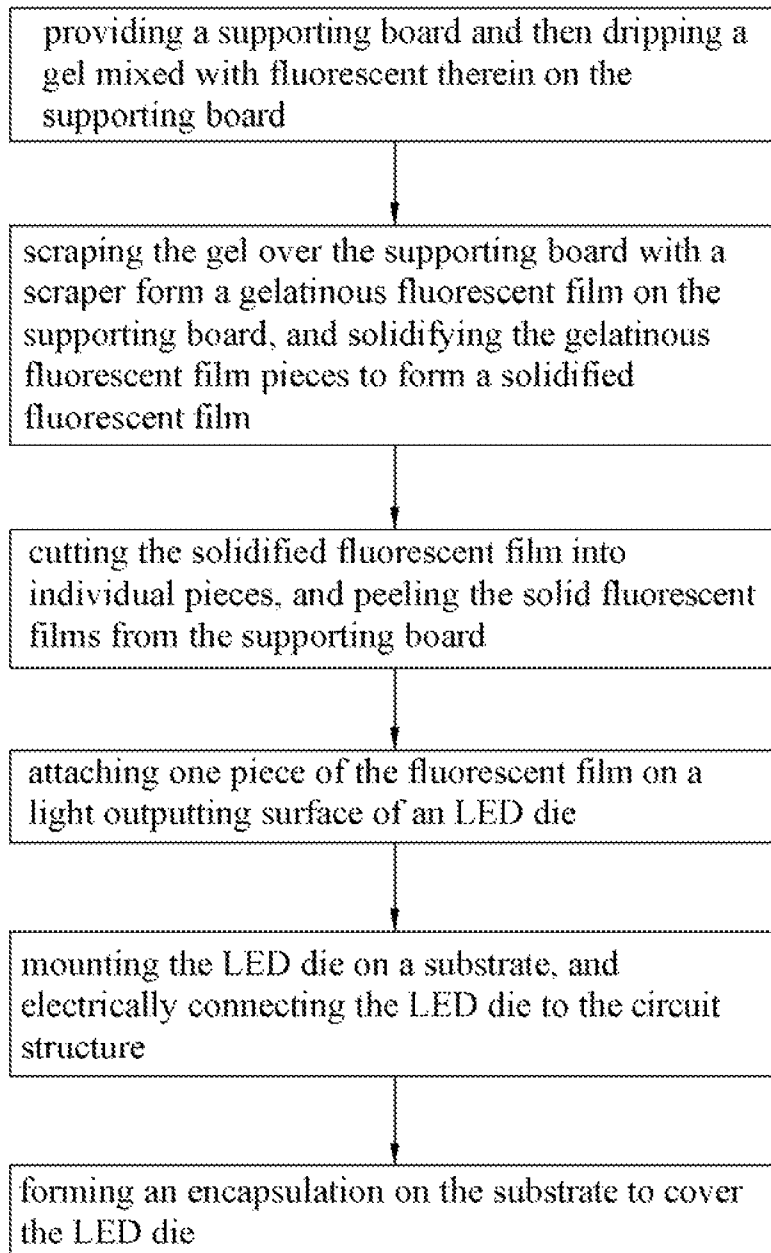 providing a supporting board and then dripping a
gel mixed with fluorescent therein on the
supporting board
scraping the gel over the supporting board with a
scraper form a gelatinous fluorescent film on the
supporting board, and solidifying the gelatinous
fluorescent film pieces to form a solidified
fluorescent film
cutting the solidified fluorescent film into
individual pieces, and peeling the solid fluorescent
films from the supporting board
attaching one piece of the fluorescent film on a
light outputting surface of an LED die
mounting the LED die on a substrate, and
electrically connecting the LED die to the circuit
structure
forming an encapsulation on the substrate to cover
the LED die